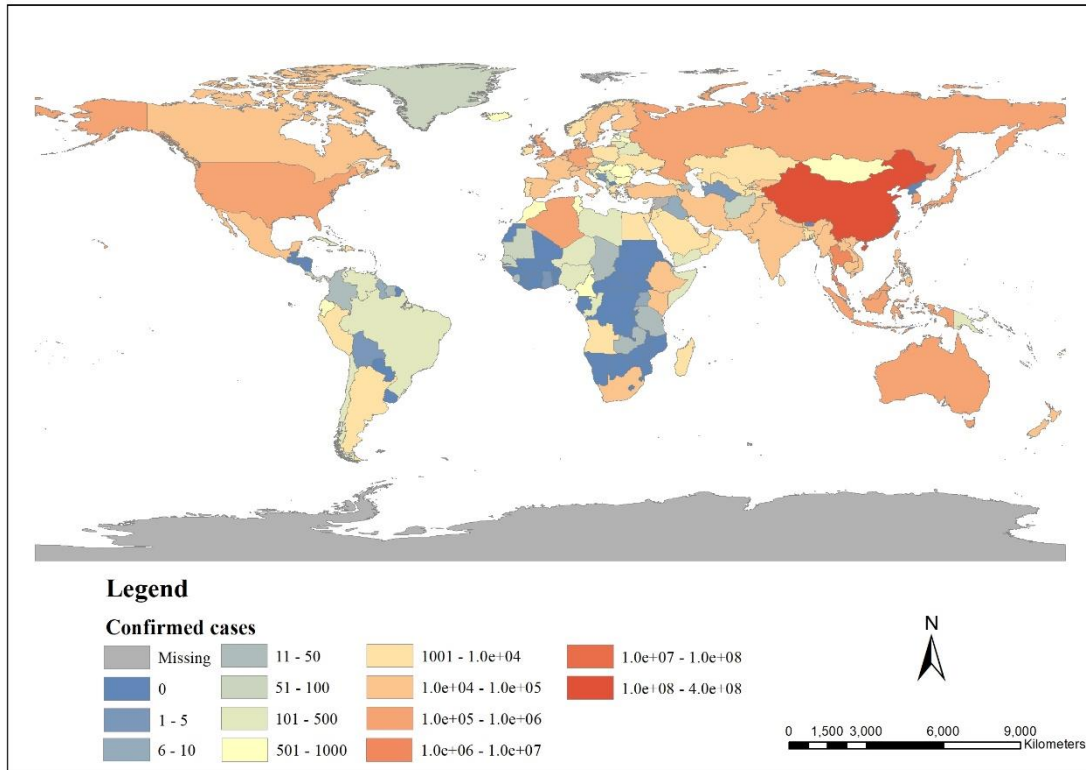 Legend
Confirmed cases
Missing
0
1 - 5
6 - 10
11 - 50
51 - 100
101 - 500
501 - 1000
1001 - 1.0e+04
1.0e+04 - 1.0e+05
1.0e+05 - 1.0e+06
1.0e+06 - 1.0e+07
1.0e+07 - 1.0e+08
1.0e+08 - 4.0e+08
N
0 1,500 3,000 6,000 9,000
Kilometers